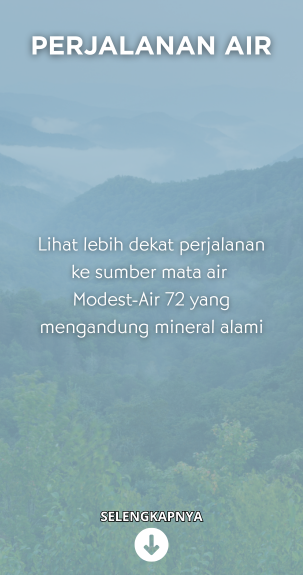 PERJALANAN AIR
Lihat lebih dekat perjalanan
ke sumber mata air
Modest-Air 72 yang
mengandung mineral alami
SELENGKAPNYA